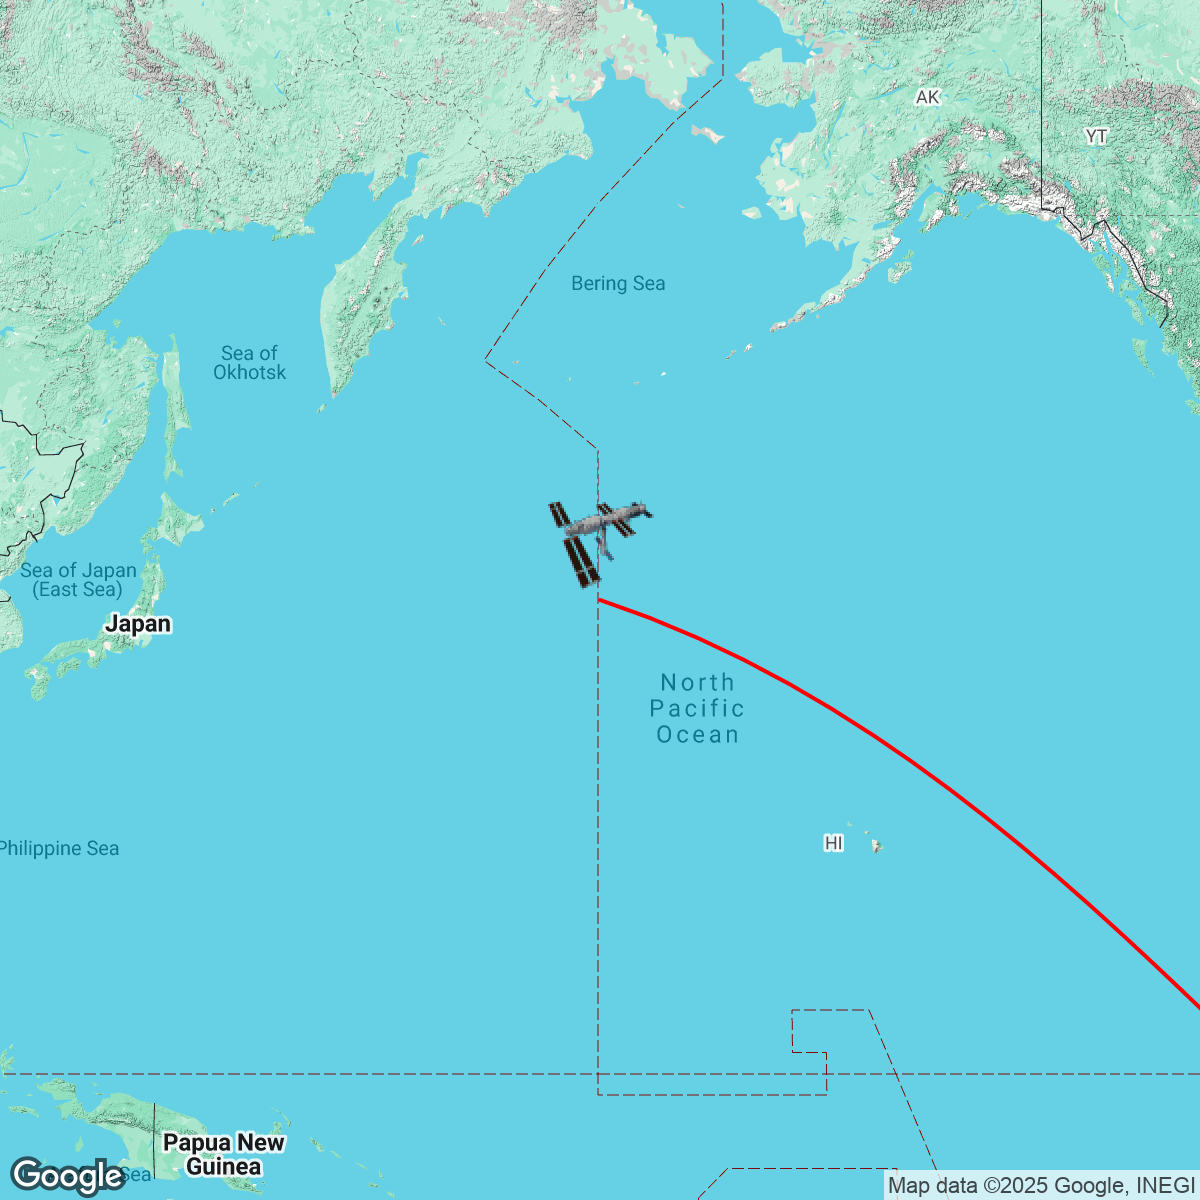 AK
YT
Bering Sea
Sea of
Okhotsk
Sea of Japan
(East Sea)
Japan
North
Pacific
Ocean
HI
Philippine Sea
Papua New
Guinea
Google
Sea
Map data ©2025 Google, INEGI